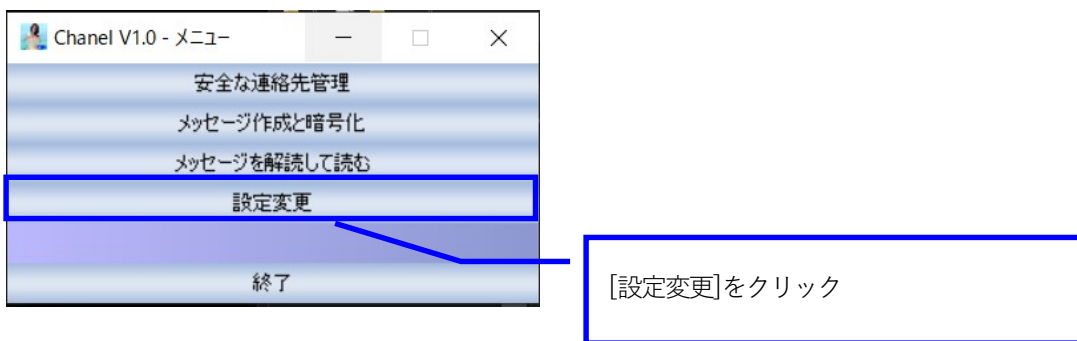 Chanel V1.0 - メニュー
安全な連絡先管理
メッセージ作成と暗号化
メッセージを解読して読む
設定変更
終了
[設定変更]をクリック